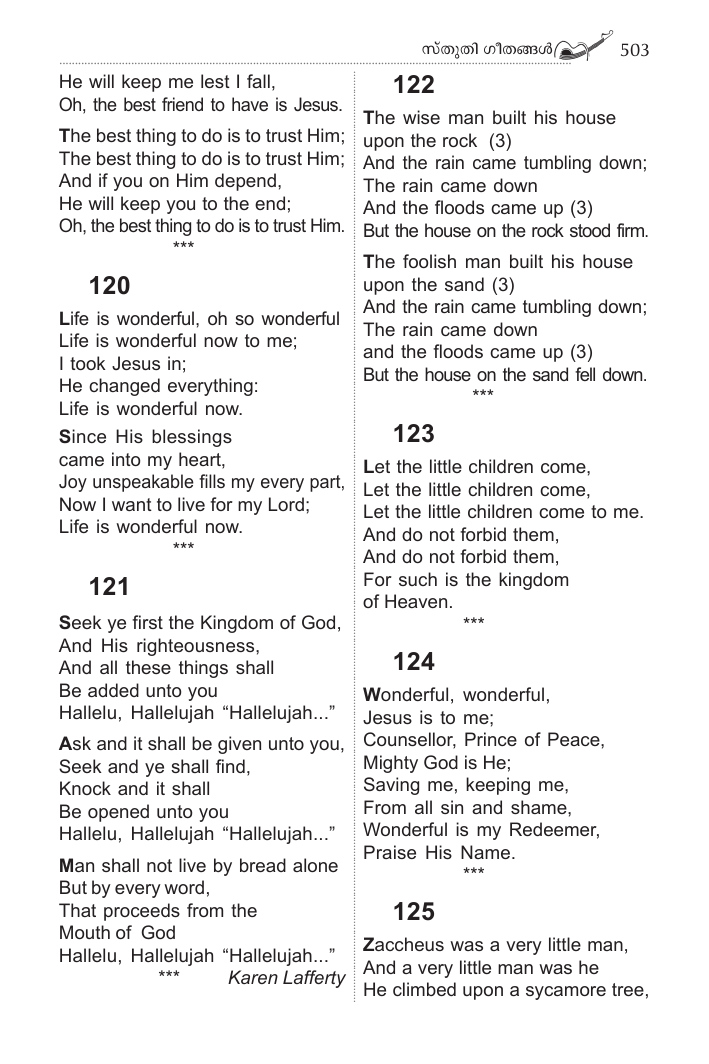 സ്തുതി ഗീതങ്ങൾ 503
He will keep me lest I fall,
Oh, the best friend to have is Jesus.
The best thing to do is to trust Him;
The best thing to do is to trust Him;
And if you on Him depend,
He will keep you to the end;
Oh, the best thing to do is to trust Him.
***
120
Life is wonderful, oh so wonderful
Life is wonderful now to me;
I took Jesus in;
He changed everything:
Life is wonderful now.
Since His blessings
came into my heart,
Joy unspeakable fills my every part,
Now I want to live for my Lord;
Life is wonderful now.
***
121
Seek ye first the Kingdom of God,
And His righteousness,
And all these things shall
Be added unto you
Hallelu, Hallelujah “Hallelujah...”
Ask and it shall be given unto you,
Seek and ye shall find,
Knock and it shall
Be opened unto you
Hallelu, Hallelujah “Hallelujah...”
Man shall not live by bread alone
But by every word,
That proceeds from the
Mouth of God
Hallelu, Hallelujah “Hallelujah...”
*** Karen Lafferty
122
The wise man built his house
upon the rock (3)
And the rain came tumbling down;
The rain came down
And the floods came up (3)
But the house on the rock stood firm.
The foolish man built his house
upon the sand (3)
And the rain came tumbling down;
The rain came down
and the floods came up (3)
But the house on the sand fell down.
***
123
Let the little children come,
Let the little children come,
Let the little children come to me.
And do not forbid them,
And do not forbid them,
For such is the kingdom
of Heaven.
***
124
Wonderful, wonderful,
Jesus is to me;
Counsellor, Prince of Peace,
Mighty God is He;
Saving me, keeping me,
From all sin and shame,
Wonderful is my Redeemer,
Praise His Name.
***
125
Zaccheus was a very little man,
And a very little man was he
He climbed upon a sycamore tree,